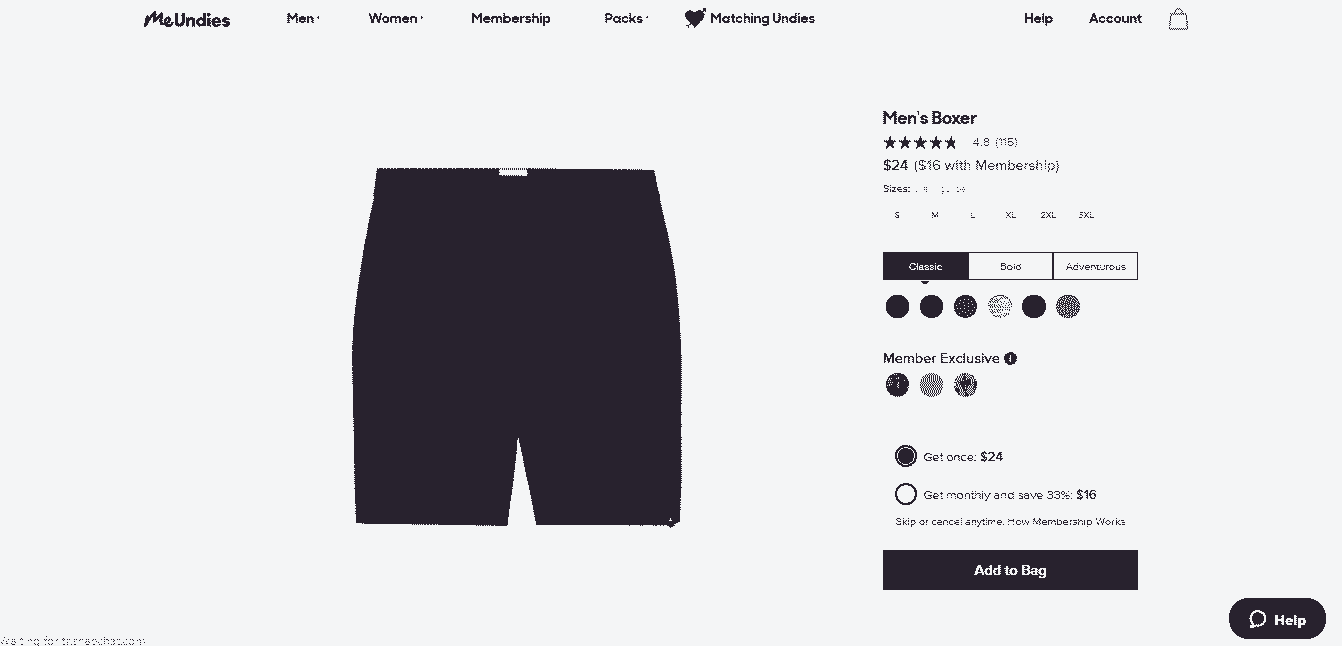 MeUndies Men Women Membership Packs Matching Undies Help Account
Men's Boxer
4.8 (115)
$24 ($16 with Membership)
Sizes:
S M L XL 2XL 3XL
Classic Bold Adventurous
Member Exclusive i
Get once: $24
Get monthly and save 33%: $16
Skip or cancel anytime. How Membership Works
Add to Bag
Help
Waiting for